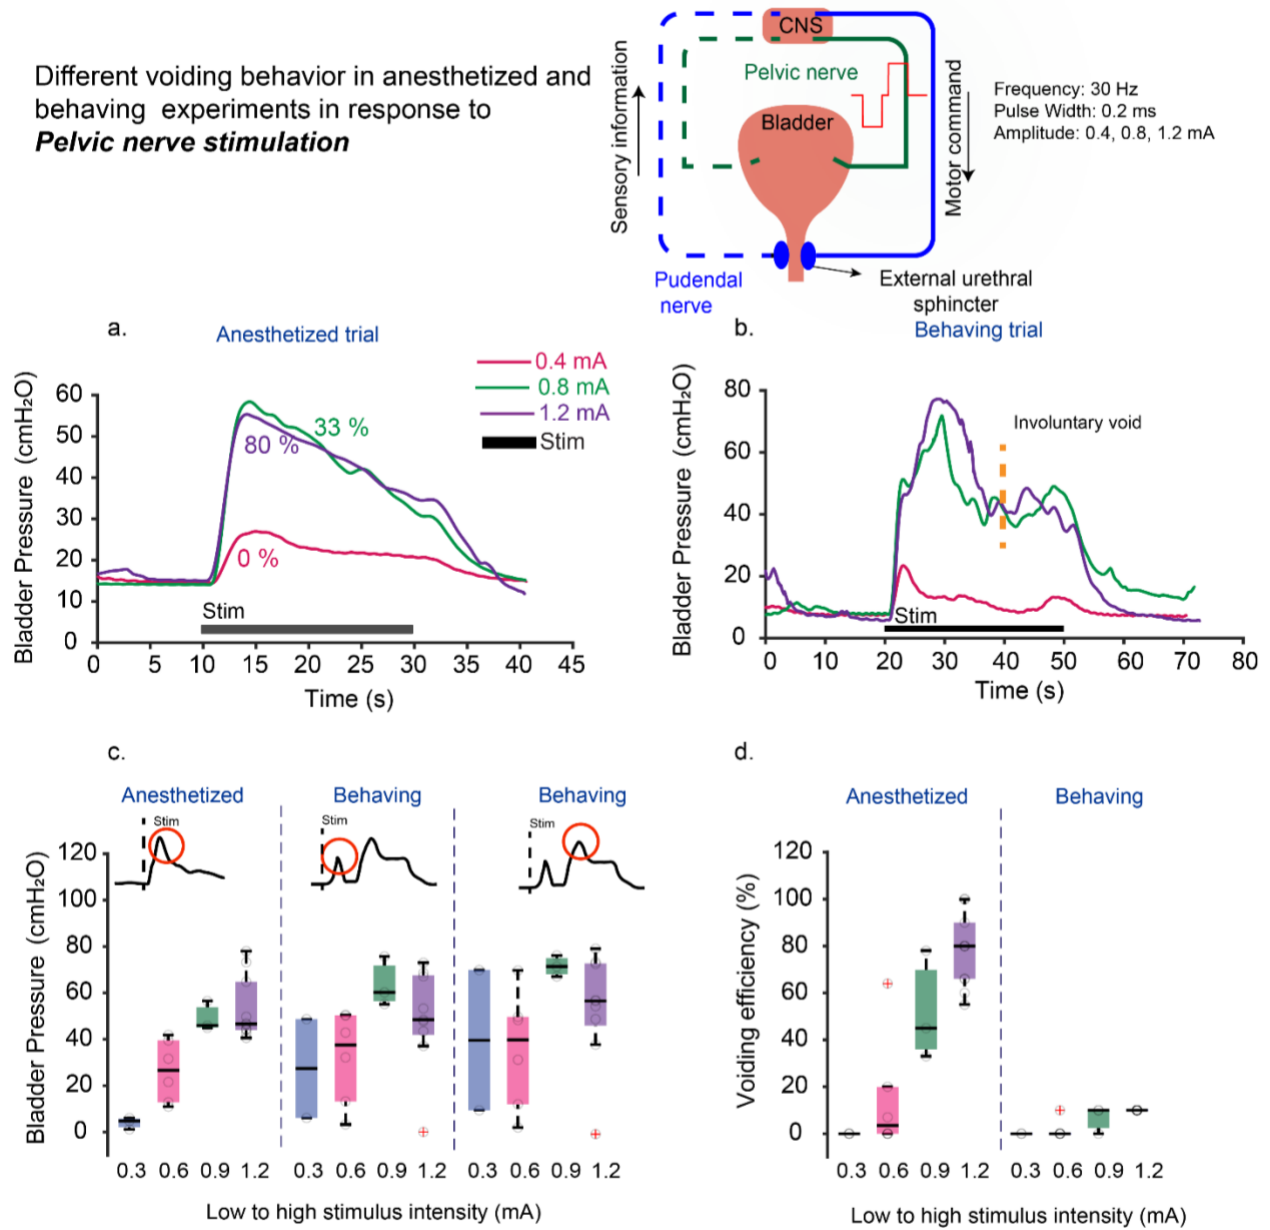 Different voiding behavior in anesthetized and
behaving experiments in response to
Pelvic nerve stimulation
CNS
Pelvic nerve
Bladder
Sensory information
Motor command
Frequency: 30 Hz
Pulse Width: 0.2 ms
Amplitude: 0.4, 0.8, 1.2 mA
Pudendal
nerve
External urethral
sphincter
a.
Anesthetized trial
0.4 mA
0.8 mA
1.2 mA
Stim
Bladder Pressure (cmH₂O)
60
50
40
30
20
10
0
33 %
80 %
0 %
Stim
0 5 10 15 20 25 30 35 40 45
Time (s)
b.
Behaving trial
Bladder Pressure (cmH₂O)
80
60
40
20
0
Involuntary void
Stim
0 10 20 30 40 50 60 70 80
Time (s)
c.
Anesthetized Behaving Behaving
Stim
Stim
Stim
Bladder Pressure (cmH₂O)
120
100
80
60
40
20
0
0.3 0.6 0.9 1.2 0.3 0.6 0.9 1.2 0.3 0.6 0.9 1.2
Low to high stimulus intensity (mA)
d.
Anesthetized Behaving
Voiding efficiency (%)
120
100
80
60
40
20
0
0.3 0.6 0.9 1.2 0.3 0.6 0.9 1.2
Low to high stimulus intensity (mA)